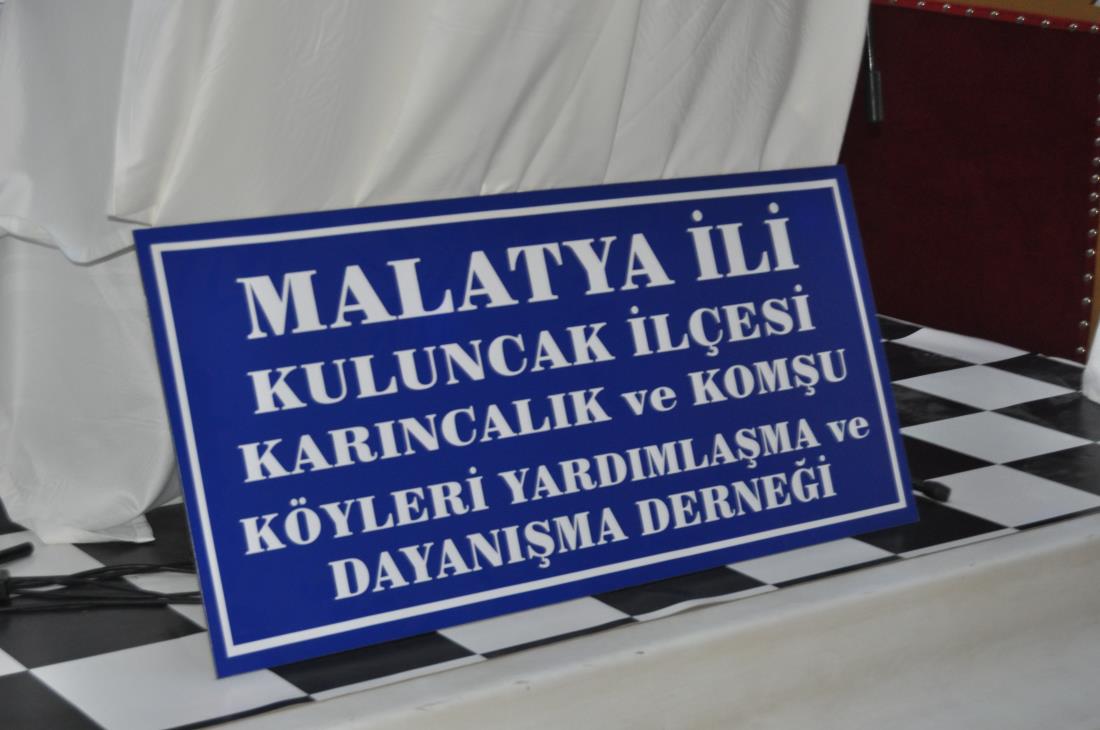 MALATYA İLİ
KULUNCAK İLÇESİ
KARINCALIK ve KOMŞU
KÖYLERİ YARDIMLAŞMA ve
DAYANIŞMA DERNEĞİ